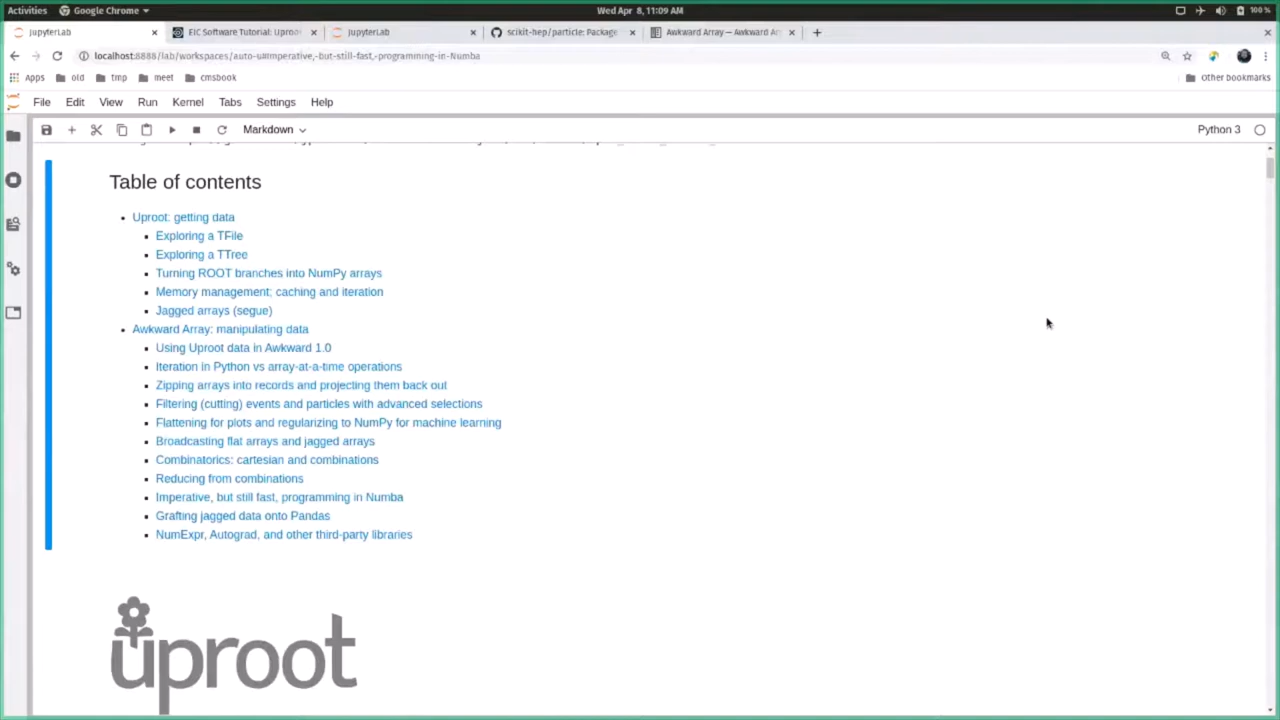 Activities Google Chrome Wed Apr 8, 11:09 AM 100 %
JupyterLab EIC Software Tutorial: Uproo JupyterLab scikit-hep/particle: Package Awkward Array — Awkward Ar
localhost:8888/lab/workspaces/auto-u#Imperative,-but-still-fast,-programming-in-Numba
Apps old tmp meet cmsbook Other bookmarks
File Edit View Run Kernel Tabs Settings Help
Markdown Python 3
Table of contents
Uproot: getting data
Exploring a TFile
Exploring a TTree
Turning ROOT branches into NumPy arrays
Memory management; caching and iteration
Jagged arrays (segue)
Awkward Array: manipulating data
Using Uproot data in Awkward 1.0
Iteration in Python vs array-at-a-time operations
Zipping arrays into records and projecting them back out
Filtering (cutting) events and particles with advanced selections
Flattening for plots and regularizing to NumPy for machine learning
Broadcasting flat arrays and jagged arrays
Combinatorics: cartesian and combinations
Reducing from combinations
Imperative, but still fast, programming in Numba
Grafting jagged data onto Pandas
NumExpr, Autograd, and other third-party libraries
uproot